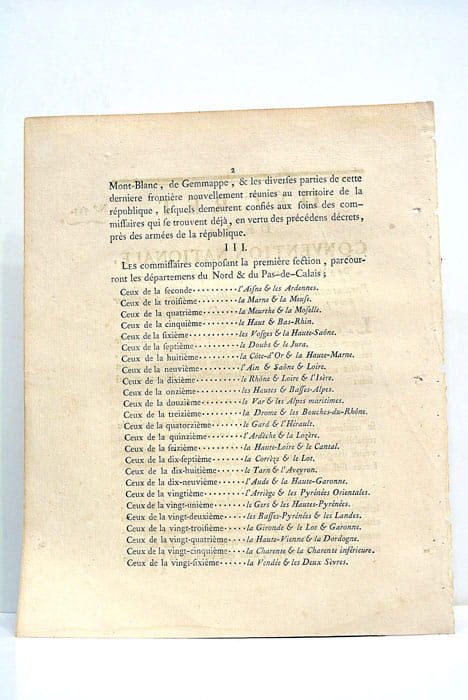 2
Mont-Blanc, de Gemmappe, & les diverses parties de cette
derniere frontière nouvellement réunies au territoire de la
république, lesquels demeurent confiés aux soins des com-
missaires qui se trouvent déjà, en vertu des précédens décrets,
près des armées de la république.
III.
LES commissaires composant la première section, parcour-
ront les départemens du Nord & du Pas-de-Calais;
Ceux de la seconde..........l'Aisne & les Ardennes.
Ceux de la troisième........la Marne & la Meuse.
Ceux de la quatrième........la Meurthe & la Moselle.
Ceux de la cinquième........le Haut & Bas-Rhin.
Ceux de la sixième..........les Vosges & la Haute-Saône.
Ceux de la septième.........le Doubs & le Jura.
Ceux de la huitième.........la Côte-d'Or & la Haute-Marne.
Ceux de la neuvième.........l'Ain & Saône & Loire.
Ceux de la dixième..........le Rhône & Loire & l'Isère.
Ceux de la onzième..........les Hautes & Basses-Alpes.
Ceux de la douzième.........le Var & les Alpes maritimes.
Ceux de la treizième........la Drome & les Bouches-du-Rhône.
Ceux de la quatorzième......le Gard & l'Hérault.
Ceux de la quinzième........l'Ardèche & la Lozère.
Ceux de la seizième.........la Haute-Loire & le Cantal.
Ceux de la dix-septième.....la Corrèze & le Lot.
Ceux de la dix-huitième.....le Tarn & l'Aveyron.
Ceux de la dix-neuvième.....l'Aude & la Haute-Garonne.
Ceux de la vingtième........l'Arriège & les Pyrénées Orientales.
Ceux de la vingt-unième.....le Gers & les Hautes-Pyrénées.
Ceux de la vingt-deuxième...les Basses-Pyrénées & les Landes.
Ceux de la vingt-troisième..la Gironde & le Lot & Garonne.
Ceux de la vingt-quatrième..la Haute-Vienne & la Dordogne.
Ceux de la vingt-cinquième..la Charente & la Charente inférieure.
Ceux de la vingt-sixième....la Vendée & les Deux Sèvres.